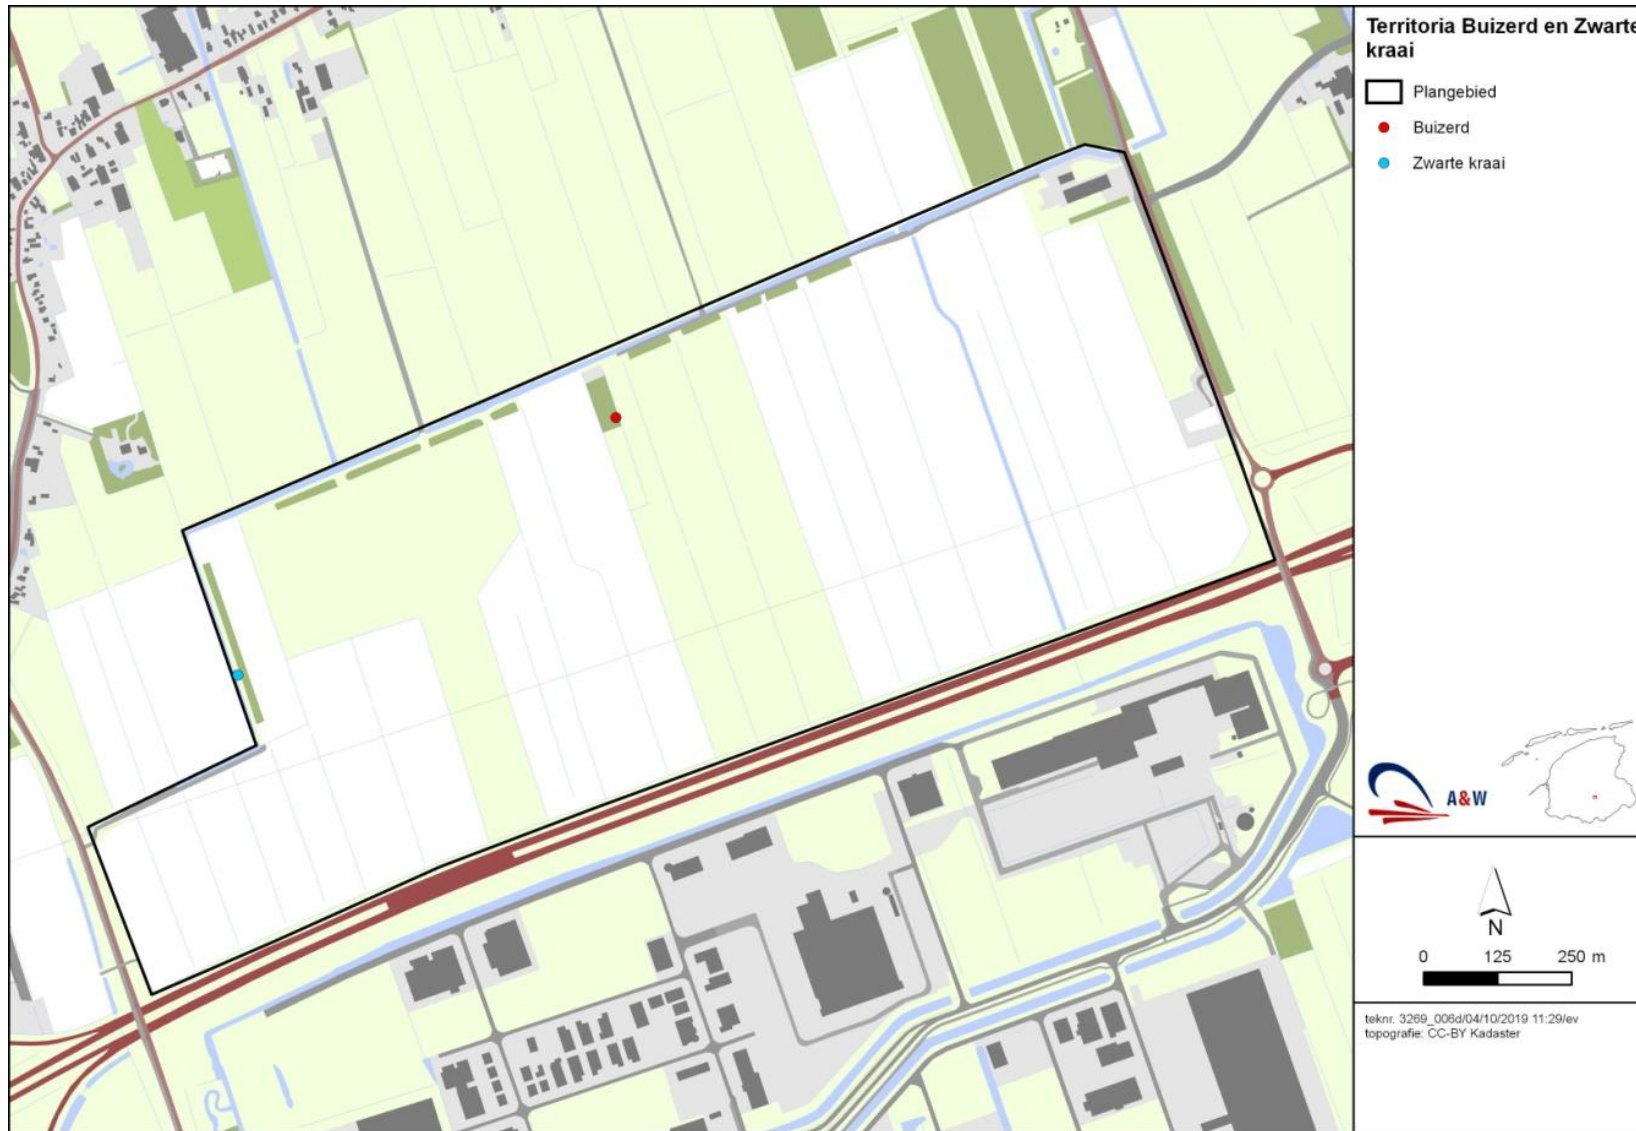 Territoria Buizerd en Zwarte
kraai
Plangebied
Buizerd
Zwarte kraai
A&W
N
0 125 250 m
teknr. 3269_006d/04/10/2019 11:29/ev
topografie: CC-BY Kadaster